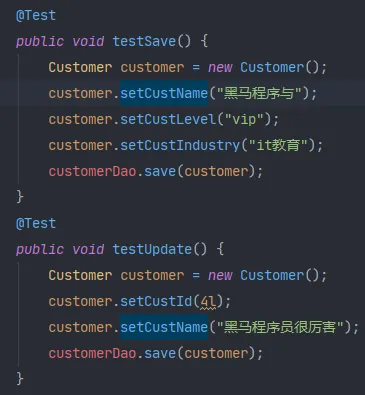 @Test
public void testSave() {
    Customer customer = new Customer();
    customer.setCustName("黑马程序与");
    customer.setCustLevel("vip");
    customer.setCustIndustry("it教育");
    customerDao.save(customer);
}
@Test
public void testUpdate() {
    Customer customer = new Customer();
    customer.setCustId(4l);
    customer.setCustName("黑马程序员很厉害");
    customerDao.save(customer);
}